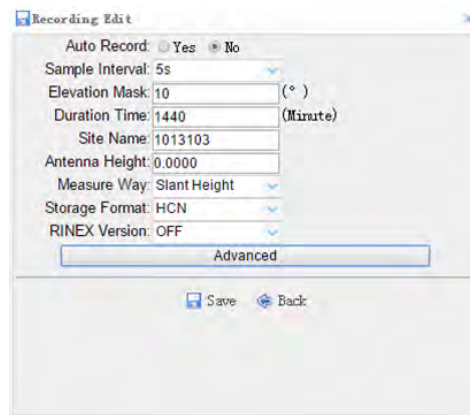 Recording Edit
Auto Record: Yes No
Sample Interval: 5s
Elevation Mask: 10 (° )
Duration Time: 1440 (Minute)
Site Name: 1013103
Antenna Height: 0.0000
Measure Way: Slant Height
Storage Format: HCN
RINEX Version: OFF
Advanced
Save Back